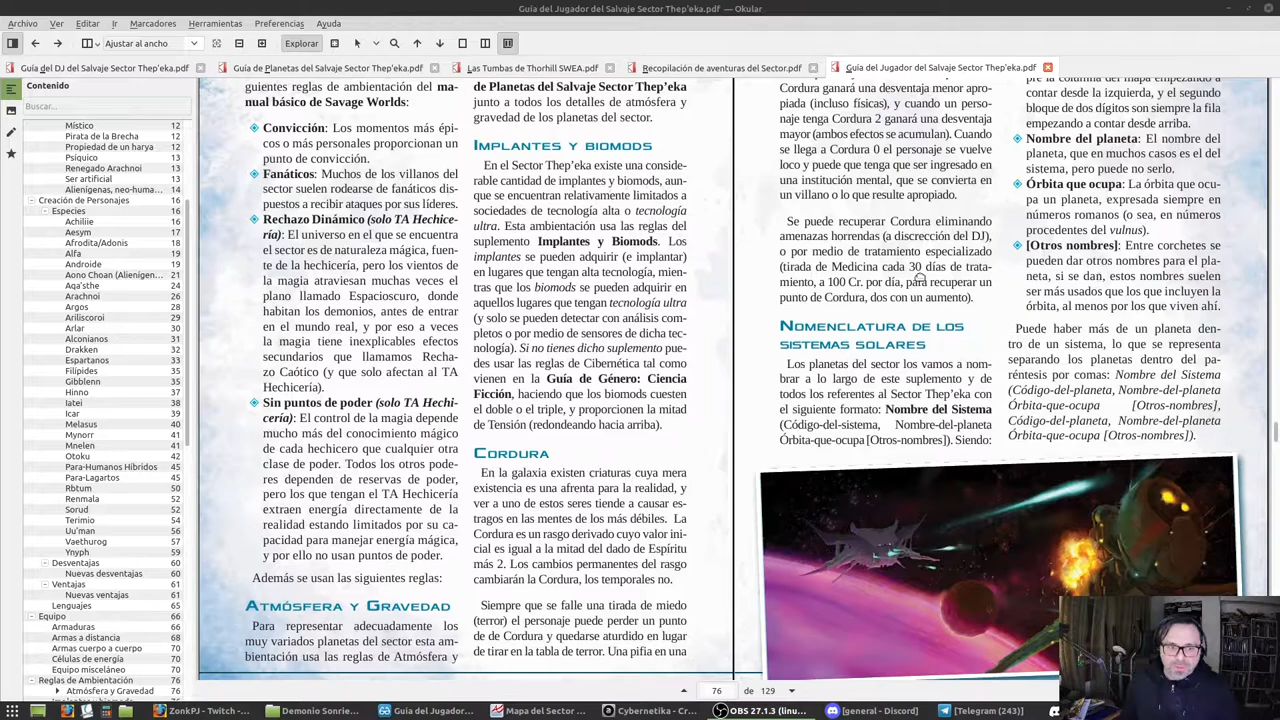 Guía del Jugador del Salvaje Sector Thep'eka.pdf — Okular
Archivo Ver Editar Ir Marcadores Herramientas Preferencias Ayuda
Ajustar al ancho
Explorar
Guía del DJ del Salvaje Sector Thep'eka.pdf
Guía de Planetas del Salvaje Sector Thep'eka.pdf
Las Tumbas de Thorhill SWEA.pdf
Recopilación de aventuras del Sector.pdf
Guía del Jugador del Salvaje Sector Thep'eka.pdf
Contenido
Buscar...
Místico 12
Pirata de la Brecha 12
Propiedad de un harya 12
Psíquico 13
Renegado Arachnoi 13
Ser artificial 13
Alienígenas, neo-huma... 14
Creación de Personajes 16
Especies 16
Achiliie 16
Aesym 17
Afrodita/Adonis 18
Alfa 19
Androide 19
Aono Choan (Alienígen... 21
Aqa'sthe 24
Arachnoi 26
Argos 28
Ariliscoroi 29
Arlar 30
Alconianis 31
Drakken 32
Espartanos 33
Filípides 35
Gibblenn 35
Hinno 37
Iatei 38
Icar 39
Melasus 40
Mynorr 41
Mnelen 42
Otoku 42
Para-Humanos Híbridos 45
Para-Lagartos 45
Rbtum 50
Renmala 52
Sorud 52
Terimio 54
Uu'man 56
Vaethurog 57
Ynyph 59
Desventajas 60
Nuevas desventajas 60
Ventajas 61
Nuevas ventajas 61
Lenguajes 65
Equipo 66
Armaduras 66
Armas a distancia 68
Armas cuerpo a cuerpo 70
Células de energía 70
Equipo misceláneo 70
Reglas de Ambientación 76
Atmósfera y Gravedad 76
guientes reglas de ambientación del ma-
nual básico de Savage Worlds:
Convicción: Los momentos más épi-
cos o más personales proporcionan un
punto de convicción.
Fanáticos: Muchos de los villanos del
sector suelen rodearse de fanáticos dis-
puestos a recibir ataques por sus líderes.
Rechazo Dinámico (solo TA Hechice-
ría): El universo en el que se encuentra
el sector es de naturaleza mágica, fuen-
te de la hechicería, pero los vientos de
la magia atraviesan muchas veces el
plano llamado Espacioscuro, donde
habitan los demonios, antes de entrar
en el mundo real, y por eso a veces
la magia tiene inexplicables efectos
secundarios que llamamos Recha-
zo Caótico (y que solo afectan al TA
Hechicería).
Sin puntos de poder (solo TA Hechi-
cería): El control de la magia depende
mucho más del conocimiento mágico
de cada hechicero que cualquier otra
clase de poder. Todos los otros pode-
res dependen de reservas de poder,
pero los que tengan el TA Hechicería
extraen energía directamente de la
realidad estando limitados por su ca-
pacidad para manejar energía mágica,
y por ello no usan puntos de poder.
Además se usan las siguientes reglas:
Atmósfera y Gravedad
Para representar adecuadamente los
muy variados planetas del sector esta am-
bientación usa las reglas de Atmósfera y
de Planetas del Salvaje Sector Thep'eka
junto a todos los detalles de atmósfera y
gravedad de los planetas del sector.
Implantes y biomods
En el Sector Thep'eka existe una conside-
rable cantidad de implantes y biomods, aun-
que se encuentran relativamente limitados a
sociedades de tecnología alta o tecnología
ultra. Esta ambientación usa las reglas del
suplemento Implantes y Biomods. Los
implantes se pueden adquirir (e implantar)
en lugares que tengan alta tecnología, mien-
tras que los biomods se pueden adquirir en
aquellos lugares que tengan tecnología ultra
(y solo se pueden detectar con análisis com-
pletos o por medio de sensores de dicha tec-
nología). Si no tienes dicho suplemento pue-
des usar las reglas de Cibernética tal como
vienen en la Guía de Género: Ciencia
Ficción, haciendo que los biomods cuesten
el doble o el triple, y proporcionen la mitad
de Tensión (redondeando hacia arriba).
Cordura
En la galaxia existen criaturas cuya mera
existencia es una afrenta para la realidad, y
ver a uno de estos seres tiende a causar es-
tragos en las mentes de los más débiles. La
Cordura es un rasgo derivado cuyo valor ini-
cial es igual a la mitad del dado de Espíritu
más 2. Los cambios permanentes del rasgo
cambiarán la Cordura, los temporales no.
Siempre que se falle una tirada de miedo
(terror) el personaje puede perder un punto
de de Cordura y quedarse aturdido en lugar
de tirar en la tabla de terror. Una pifia en una
Cordura ganará una desventaja menor apro-
piada (incluso físicas), y cuando un perso-
naje tenga Cordura 2 ganará una desventaja
mayor (ambos efectos se acumulan). Cuando
se llega a Cordura 0 el personaje se vuelve
loco y puede que tenga que ser ingresado en
una institución mental, que se convierta en
un villano o lo que resulte apropiado.
Se puede recuperar Cordura eliminando
amenazas horrendas (a discreción del DJ),
o por medio de tratamiento especializado
(tirada de Medicina cada 30 días de trata-
miento, a 100 Cr. por día, para recuperar un
punto de Cordura, dos con un aumento).
Nomenclatura de los
sistemas solares
Los planetas del sector los vamos a nom-
brar a lo largo de este suplemento y de
todos los referentes al Sector Thep'eka con
el siguiente formato: Nombre del Sistema
(Código-del-sistema, Nombre-del-planeta
Órbita-que-ocupa [Otros-nombres]). Siendo:
pre la columna del mapa empezando a
contar desde la izquierda, y el segundo
bloque de dos dígitos son siempre la fila
empezando a contar desde arriba.
Nombre del planeta: El nombre del
planeta, que en muchos casos es el del
sistema, pero puede no serlo.
Órbita que ocupa: La órbita que ocu-
pa un planeta, expresada siempre en
números romanos (o sea, en números
procedentes del vulnus).
[Otros nombres]: Entre corchetes se
pueden dar otros nombres para el pla-
neta, si se dan, estos nombres suelen
ser más usados que los que incluyen la
órbita, al menos por los que viven ahí.
Puede haber más de un planeta den-
tro de un sistema, lo que se representa
separando los planetas dentro del pa-
réntesis por comas: Nombre del Sistema
(Código-del-planeta, Nombre-del-planeta
Órbita-que-ocupa [Otros-nombres],
Código-del-planeta, Nombre-del-planeta
Órbita-que-ocupa [Otros-nombres]).
76 de 129
ZonkPJ - Twitch -... Demonio Sonrie... Guía del Jugador... Mapa del Sector ... Cybernetika - Cr... OBS 27.1.3 (linu... [general - Discord] [Telegram (243)]